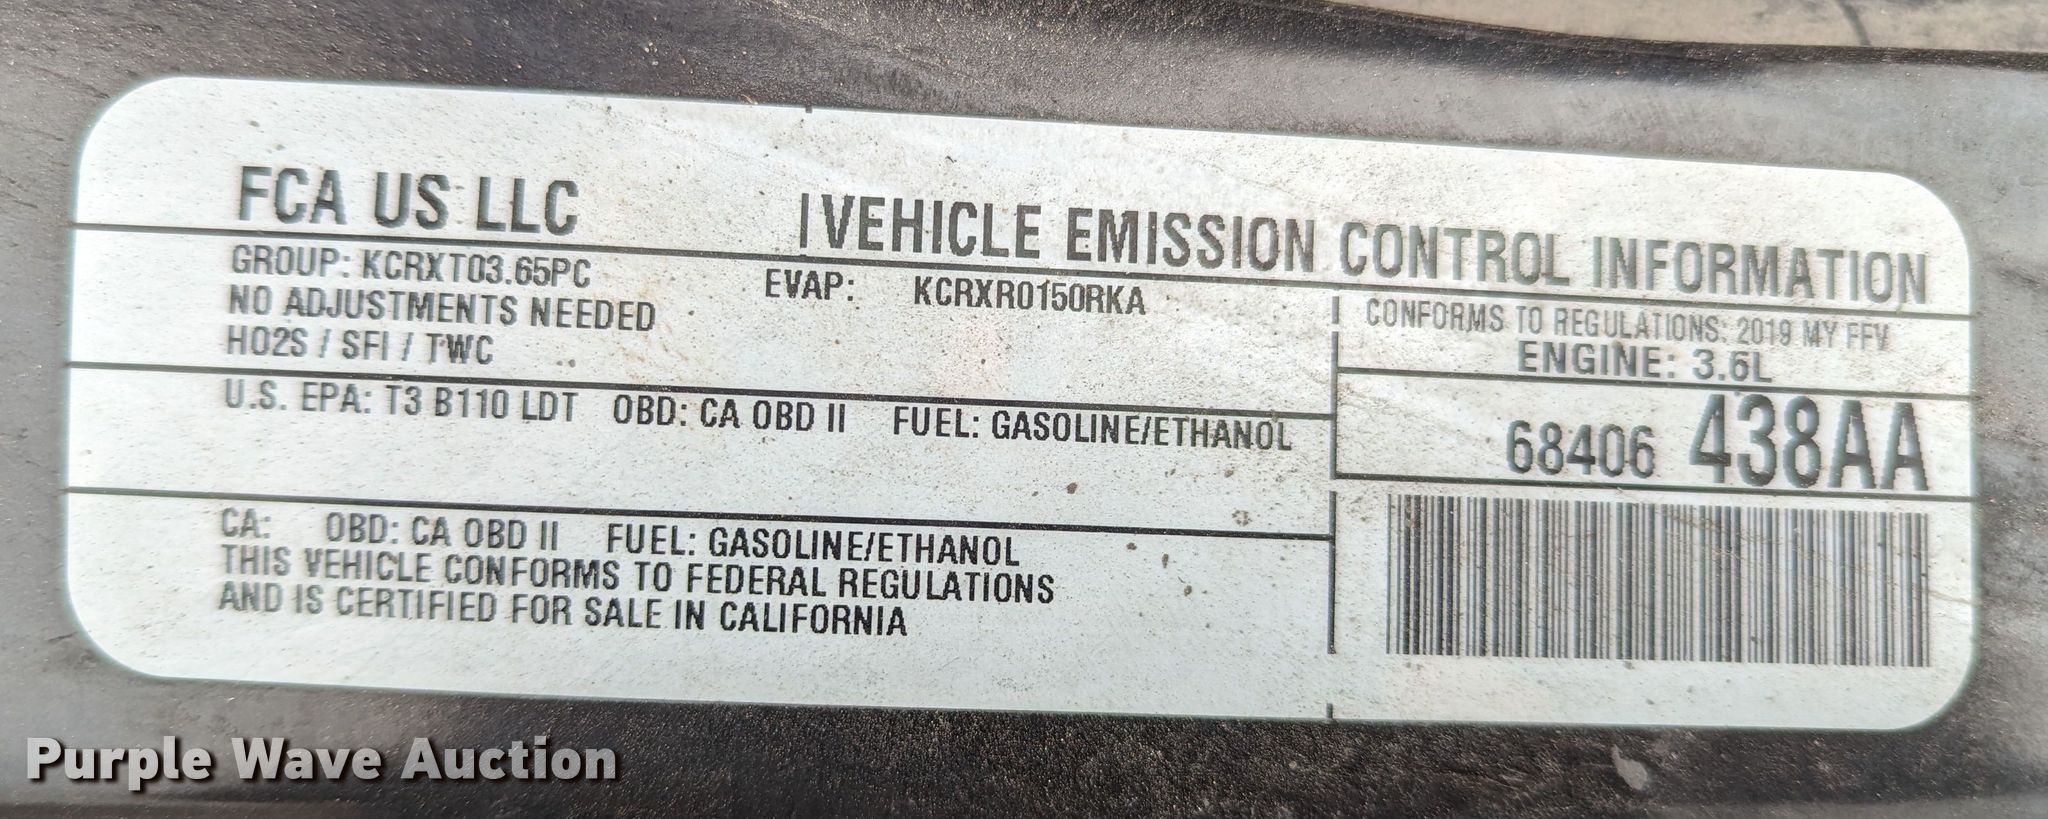 FCA US LLC
VEHICLE EMISSION CONTROL INFORMATION
GROUP: KCRXT03.65PC
EVAP: KCRXR0150RKA
NO ADJUSTMENTS NEEDED
HO2S / SFI / TWC
CONFORMS TO REGULATIONS: 2019 MY FFV
ENGINE: 3.6L
U.S. EPA: T3 B110 LDT OBD: CA OBD II FUEL: GASOLINE/ETHANOL
68406 438AA
CA: OBD: CA OBD II FUEL: GASOLINE/ETHANOL
THIS VEHICLE CONFORMS TO FEDERAL REGULATIONS
AND IS CERTIFIED FOR SALE IN CALIFORNIA
Purple Wave Auction